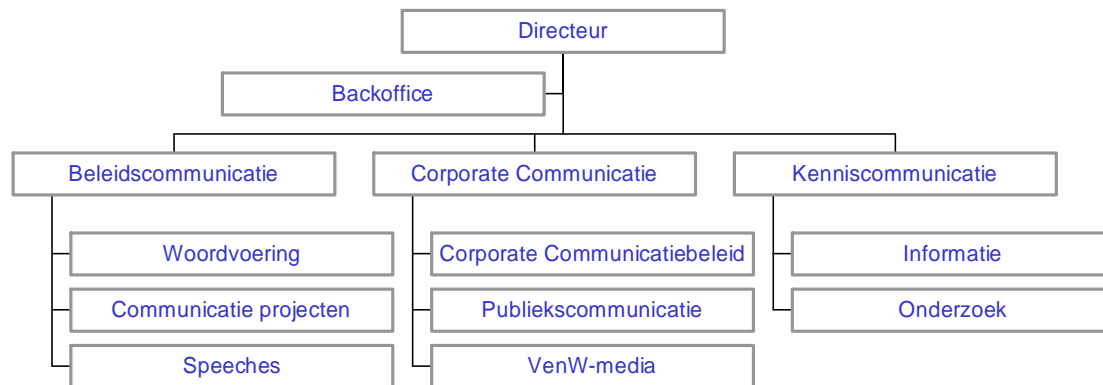 Directeur
Backoffice
Beleidscommunicatie
Corporate Communicatie
Kenniscommunicatie
Woordvoering
Corporate Communicatiebeleid
Informatie
Communicatie projecten
Publiekscommunicatie
Onderzoek
Speeches
VenW-media